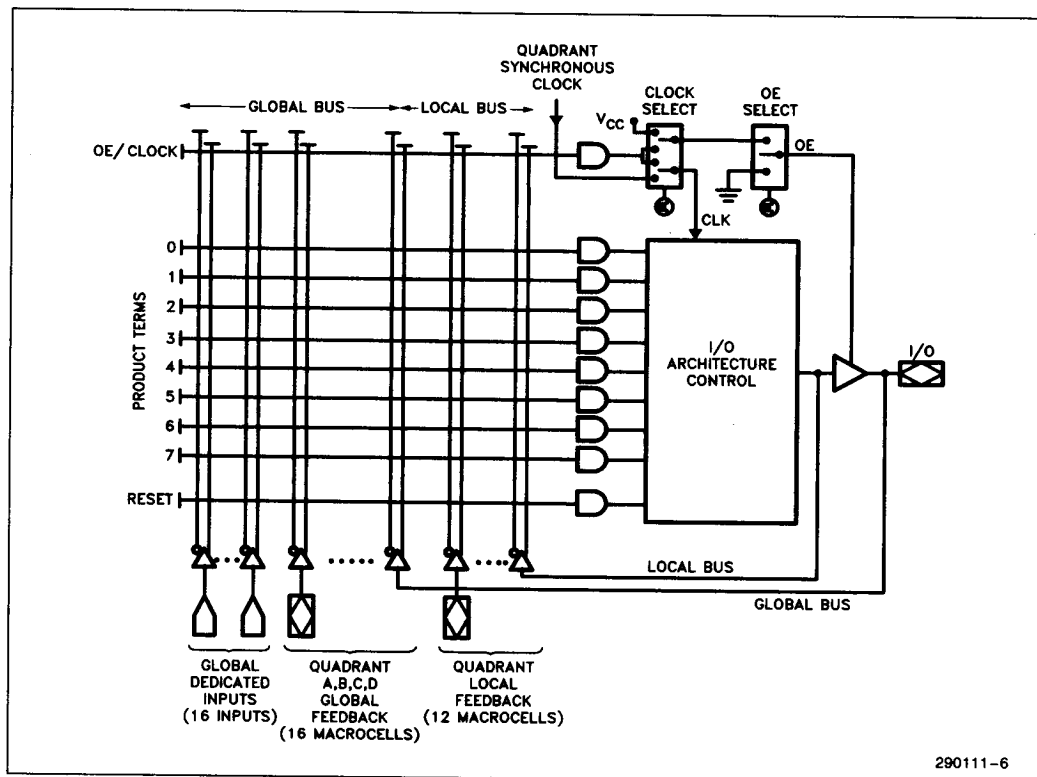 QUADRANT
SYNCHRONOUS
CLOCK
CLOCK
SELECT
OE
SELECT
GLOBAL BUS
LOCAL BUS
VCC
OE/CLOCK
OE
CLK
PRODUCT TERMS
0
1
2
3
4
5
6
7
RESET
I/O
ARCHITECTURE
CONTROL
I/O
LOCAL BUS
GLOBAL BUS
GLOBAL
DEDICATED
INPUTS
(16 INPUTS)
QUADRANT
A,B,C,D
GLOBAL
FEEDBACK
(16 MACROCELLS)
QUADRANT
LOCAL
FEEDBACK
(12 MACROCELLS)
290111-6